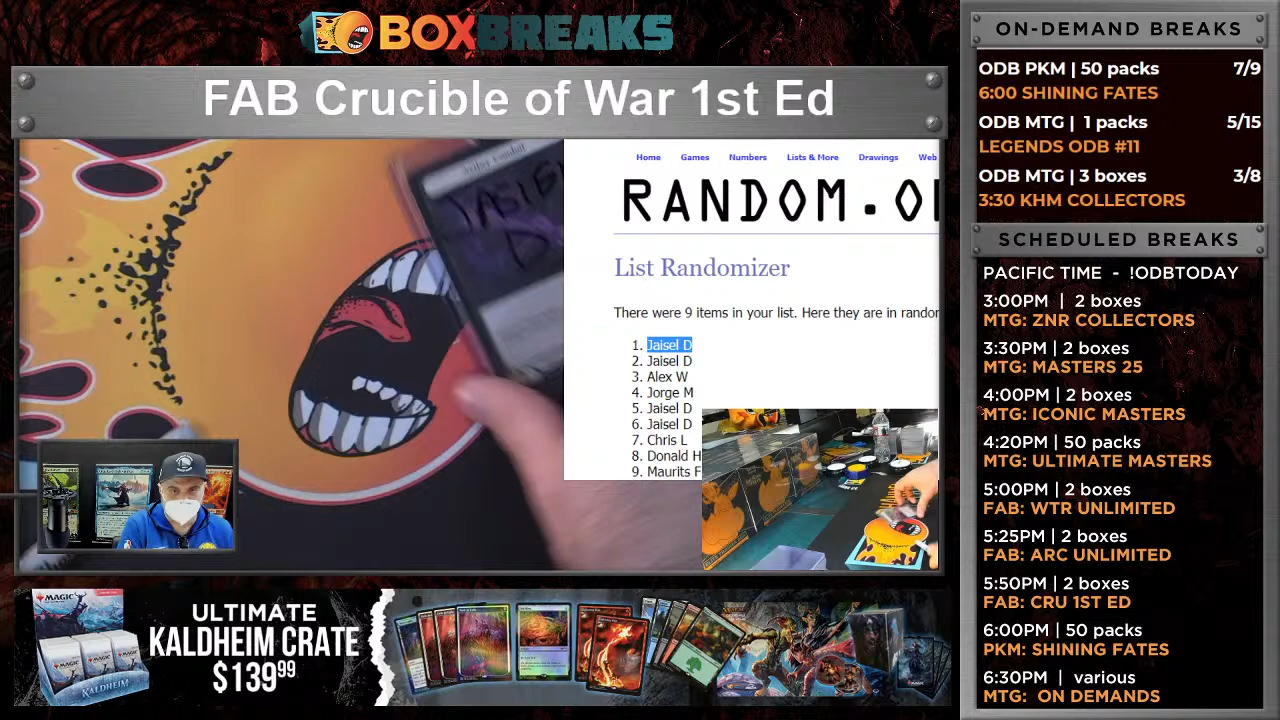 BOXBREAKS
FAB Crucible of War 1st Ed
Home Games Numbers Lists & More Drawings Web
RANDOM.O
List Randomizer
There were 9 items in your list. Here they are in random
1. Jaisel D
2. Jaisel D
3. Alex W
4. Jorge M
5. Jaisel D
6. Jaisel D
7. Chris L
8. Donald H
9. Maurits F
MAGIC
KALDHEIM
ULTIMATE
KALDHEIM CRATE
$139⁹⁹
ON-DEMAND BREAKS
ODB PKM | 50 packs 7/9
6:00 SHINING FATES
ODB MTG | 1 packs 5/15
LEGENDS ODB #11
ODB MTG | 3 boxes 3/8
3:30 KHM COLLECTORS
SCHEDULED BREAKS
PACIFIC TIME - !ODBTODAY
3:00PM | 2 boxes
MTG: ZNR COLLECTORS
3:30PM | 2 boxes
MTG: MASTERS 25
4:00PM | 2 boxes
MTG: ICONIC MASTERS
4:20PM | 50 packs
MTG: ULTIMATE MASTERS
5:00PM | 2 boxes
FAB: WTR UNLIMITED
5:25PM | 2 boxes
FAB: ARC UNLIMITED
5:50PM | 2 boxes
FAB: CRU 1ST ED
6:00PM | 50 packs
PKM: SHINING FATES
6:30PM | various
MTG: ON DEMANDS